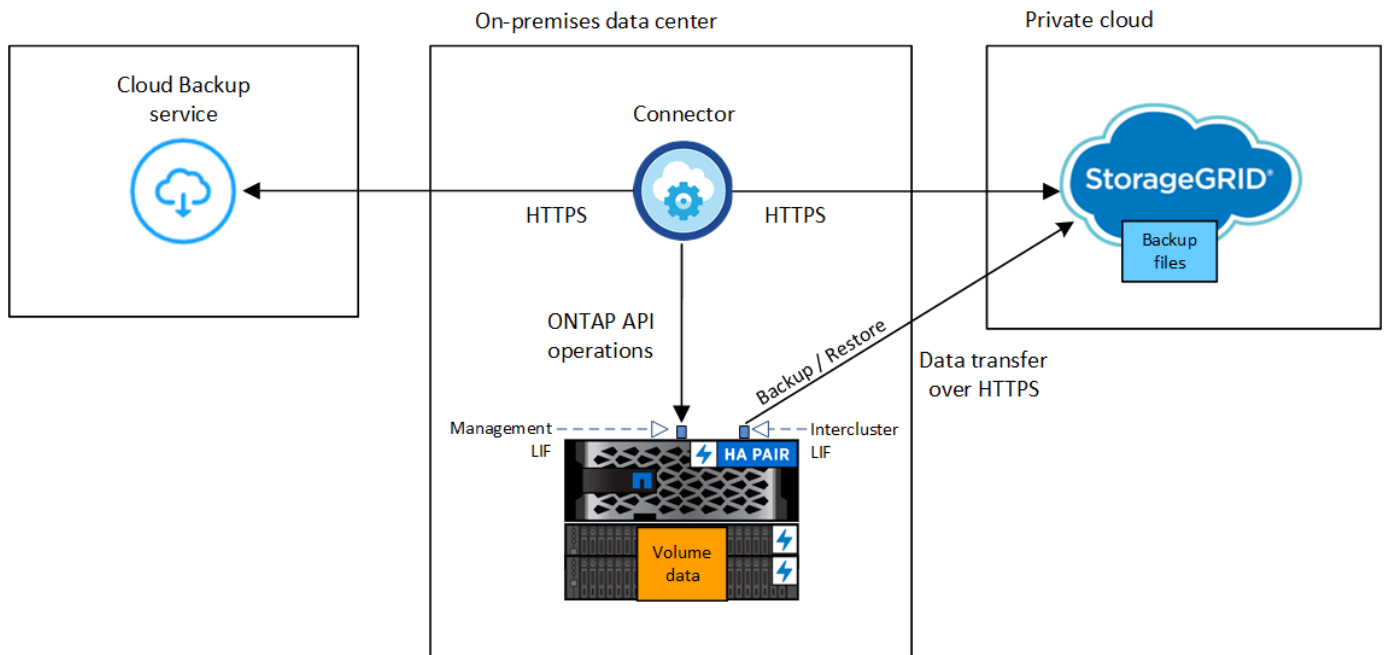 On-premises data center
Private cloud
Cloud Backup
service
Connector
StorageGRID®
Backup
files
HTTPS
HTTPS
ONTAP API
operations
Backup / Restore
Data transfer
over HTTPS
Management
LIF
Intercluster
LIF
HA PAIR
Volume
data